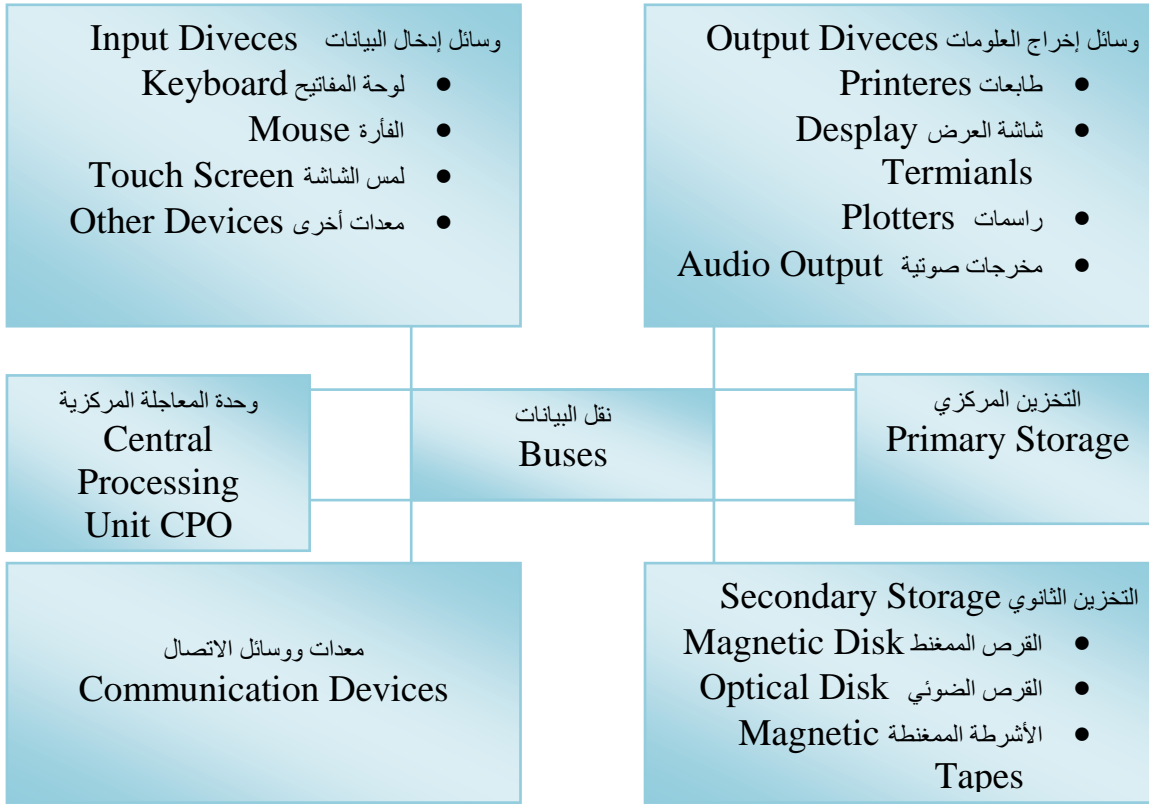 وسائل إدخال البيانات Input Diveces
● لوحة المفاتيح Keyboard
● الفأرة Mouse
● لمس الشاشة Touch Screen
● معدات أخرى Other Devices
وسائل إخراج العلومات Output Diveces
● طابعات Printeres
● شاشة العرض Desplay
Termianls
● راسمات Plotters
● مخرجات صوتية Audio Output
وحدة المعاجلة المركزية
Central
Processing
Unit CPO
نقل البيانات
Buses
التخزين المركزي
Primary Storage
معدات ووسائل الاتصال
Communication Devices
التخزين الثانوي Secondary Storage
● القرص الممغنط Magnetic Disk
● القرص الضوئي Optical Disk
● الأشرطة الممغنطة Magnetic
Tapes